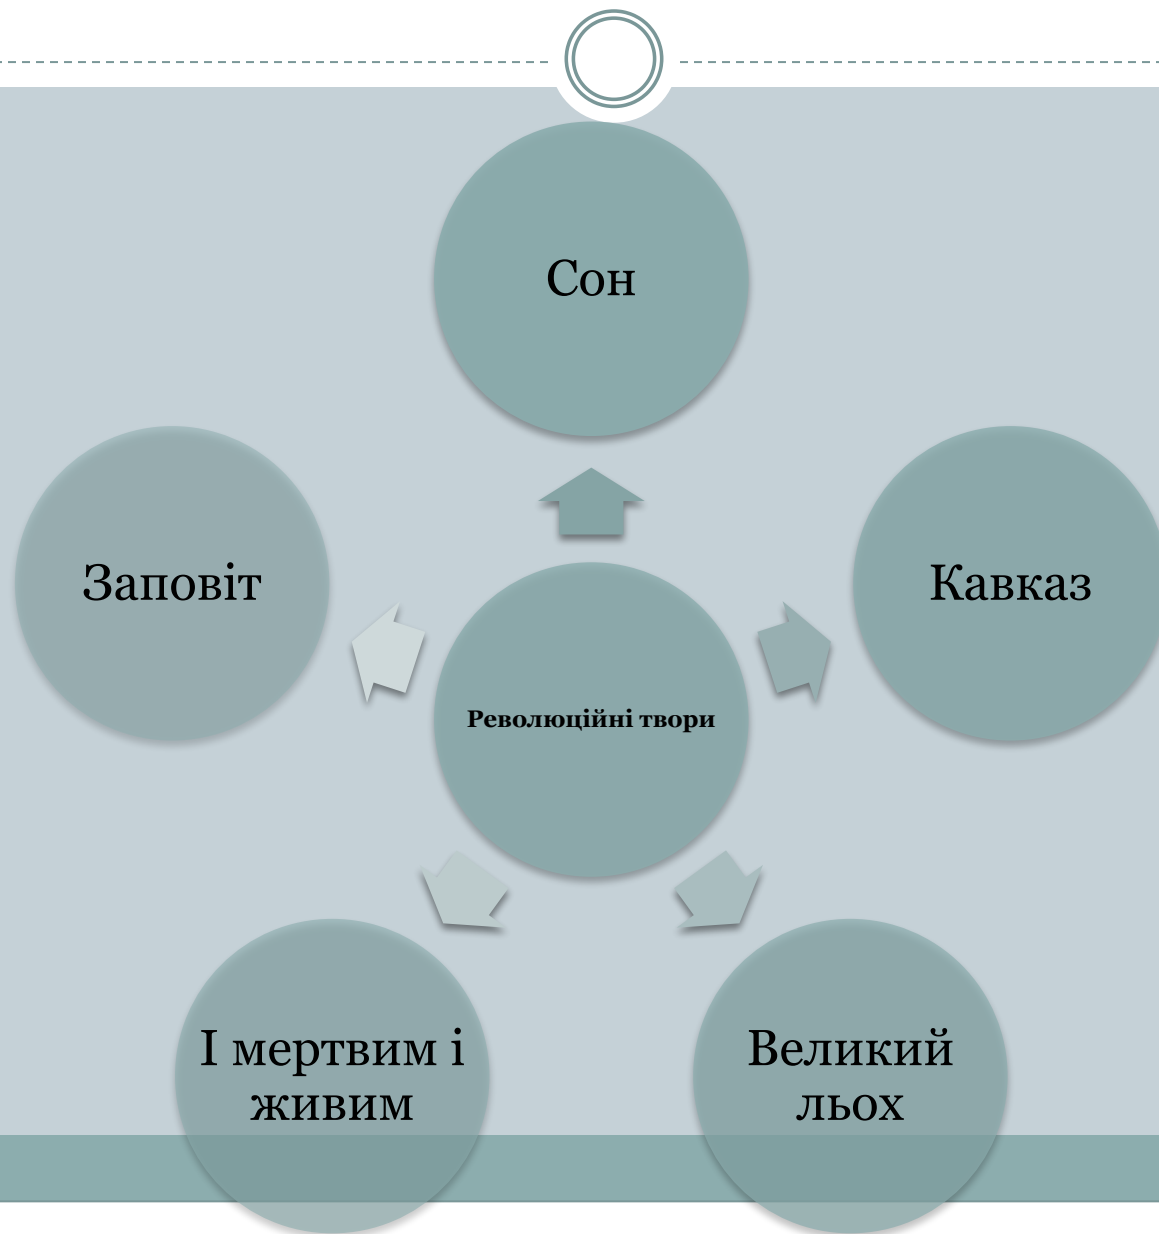 Сон
Заповіт
Кавказ
Революційні твори
І мертвим і
живим
Великий
льох